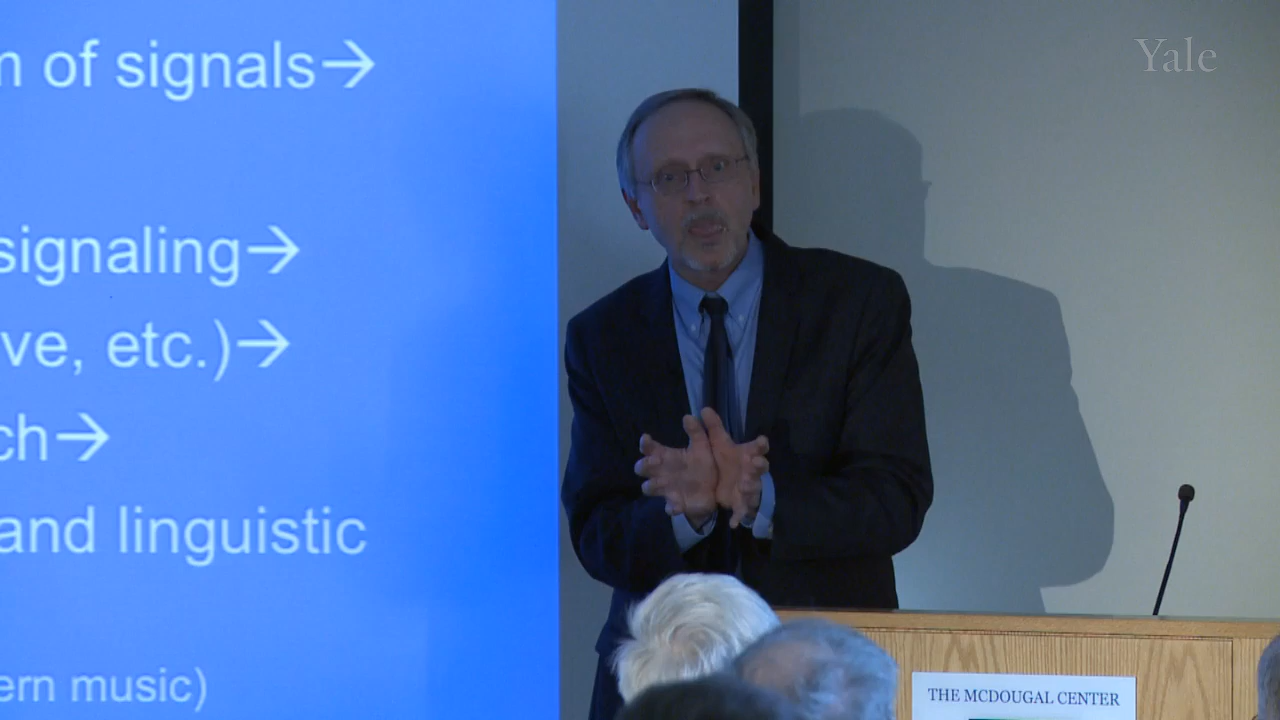 of signals→
signaling→
ve, etc.)→
ch→
and linguistic
ern music)
Yale
THE MCDOUGAL CENTER